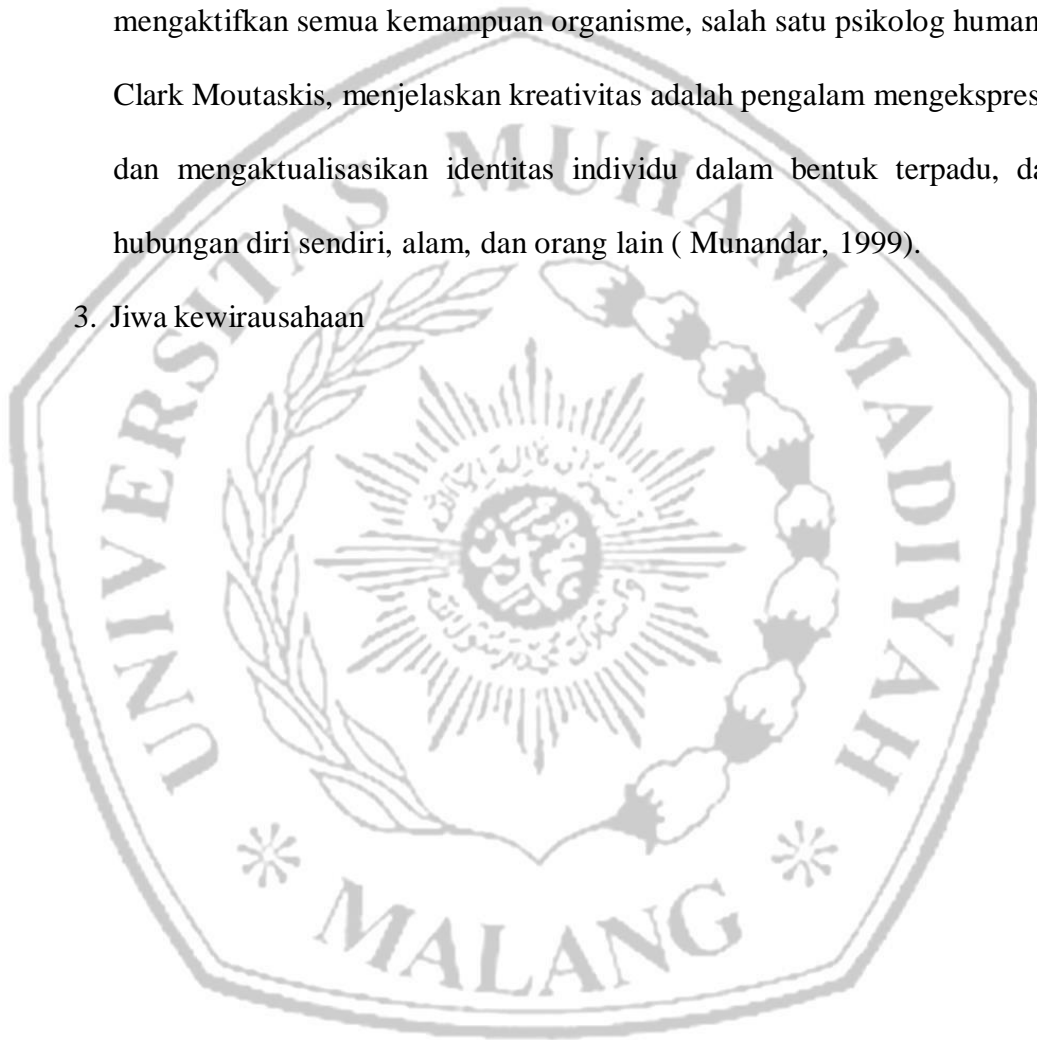 mengaktifkan semua kemampuan organisme, salah satu psikolog human
Clark Moutaskis, menjelaskan kreativitas adalah pengalam mengekspres
dan mengaktualisasikan identitas individu dalam bentuk terpadu, da
hubungan diri sendiri, alam, dan orang lain ( Munandar, 1999).
3. Jiwa kewirausahaan
UNIVERSITAS MUHAMMADIYAH
MALANG